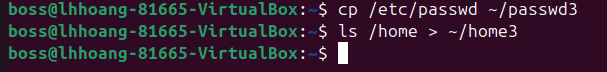 boss@lhhoang-81665-VirtualBox:~$ cp /etc/passwd ~/passwd3
boss@lhhoang-81665-VirtualBox:~$ ls /home > ~/home3
boss@lhhoang-81665-VirtualBox:~$